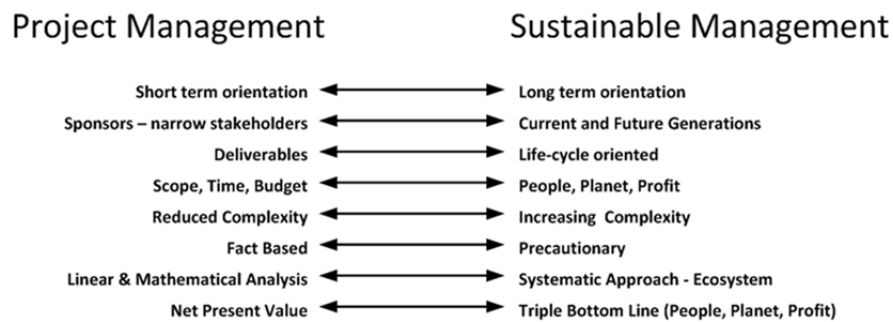 Project Management Sustainable Management
Short term orientation Long term orientation
Sponsors – narrow stakeholders Current and Future Generations
Deliverables Life-cycle oriented
Scope, Time, Budget People, Planet, Profit
Reduced Complexity Increasing Complexity
Fact Based Precautionary
Linear & Mathematical Analysis Systematic Approach - Ecosystem
Net Present Value Triple Bottom Line (People, Planet, Profit)